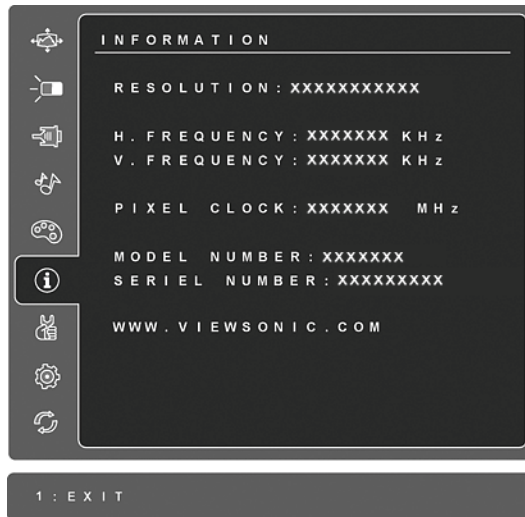 INFORMATION
RESOLUTION: XXXXXXXXXXX
H. FREQUENCY: XXXXXXX KHz
V. FREQUENCY: XXXXXXX KHz
PIXEL CLOCK: XXXXXXX MHz
MODEL NUMBER: XXXXXXX
SERIEL NUMBER: XXXXXXXXX
WWW.VIEWSONIC.COM
1:EXIT